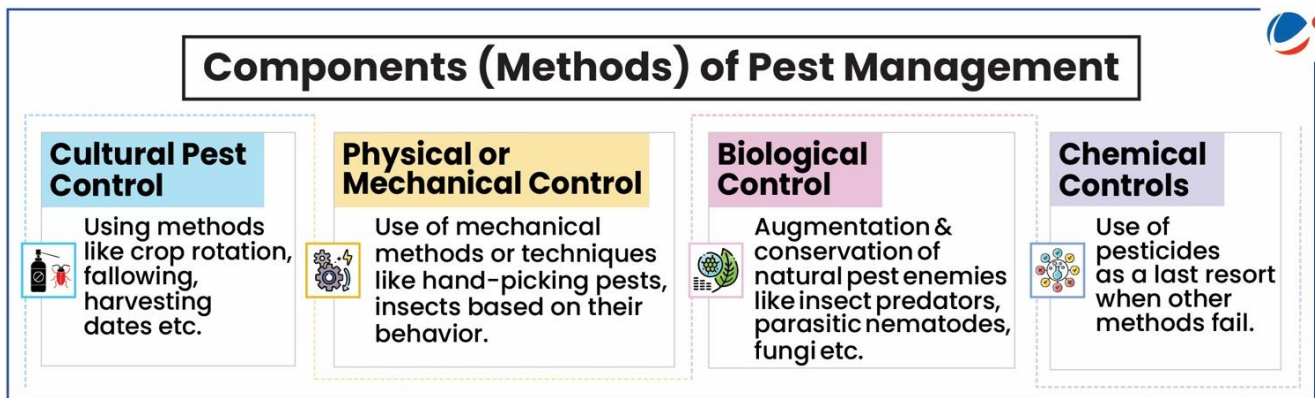 Components (Methods) of Pest Management
Cultural Pest
Control
Using methods
like crop rotation,
fallowing,
harvesting
dates etc.
Physical or
Mechanical Control
Use of mechanical
methods or techniques
like hand-picking pests,
insects based on their
behavior.
Biological
Control
Augmentation &
conservation of
natural pest enemies
like insect predators,
parasitic nematodes,
fungi etc.
Chemical
Controls
Use of
pesticides
as a last resort
when other
methods fail.